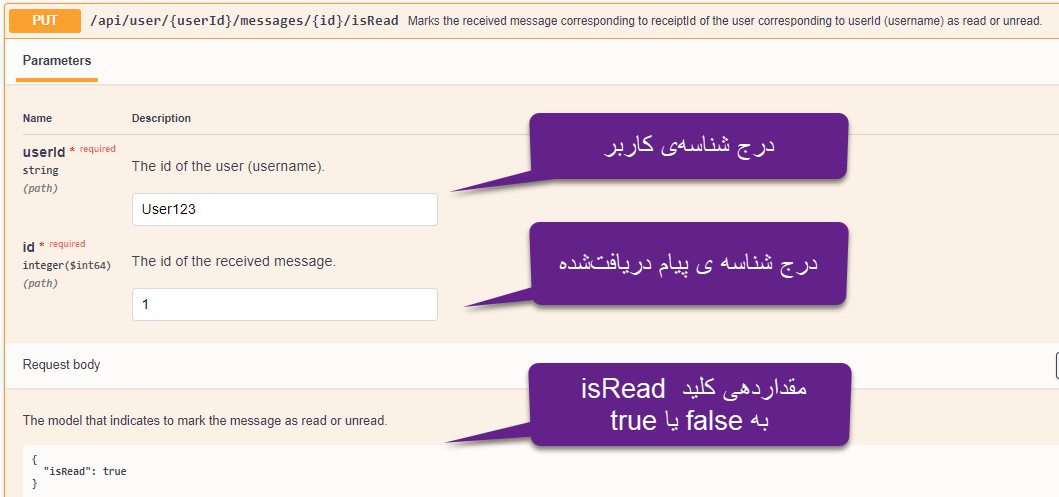 PUT /api/user/{userId}/messages/{id}/isRead Marks the received message corresponding to receiptId of the user corresponding to userId (username) as read or unread.
Parameters
Name Description
userId * required
string
(path)
The id of the user (username).
User123
درج شناسه‌ی کاربر
id * required
integer($int64)
(path)
The id of the received message.
1
درج شناسه ی پیام دریافت‌شده
Request body
مقداردهی کلید isRead
به false یا true
The model that indicates to mark the message as read or unread.
{
"isRead": true
}